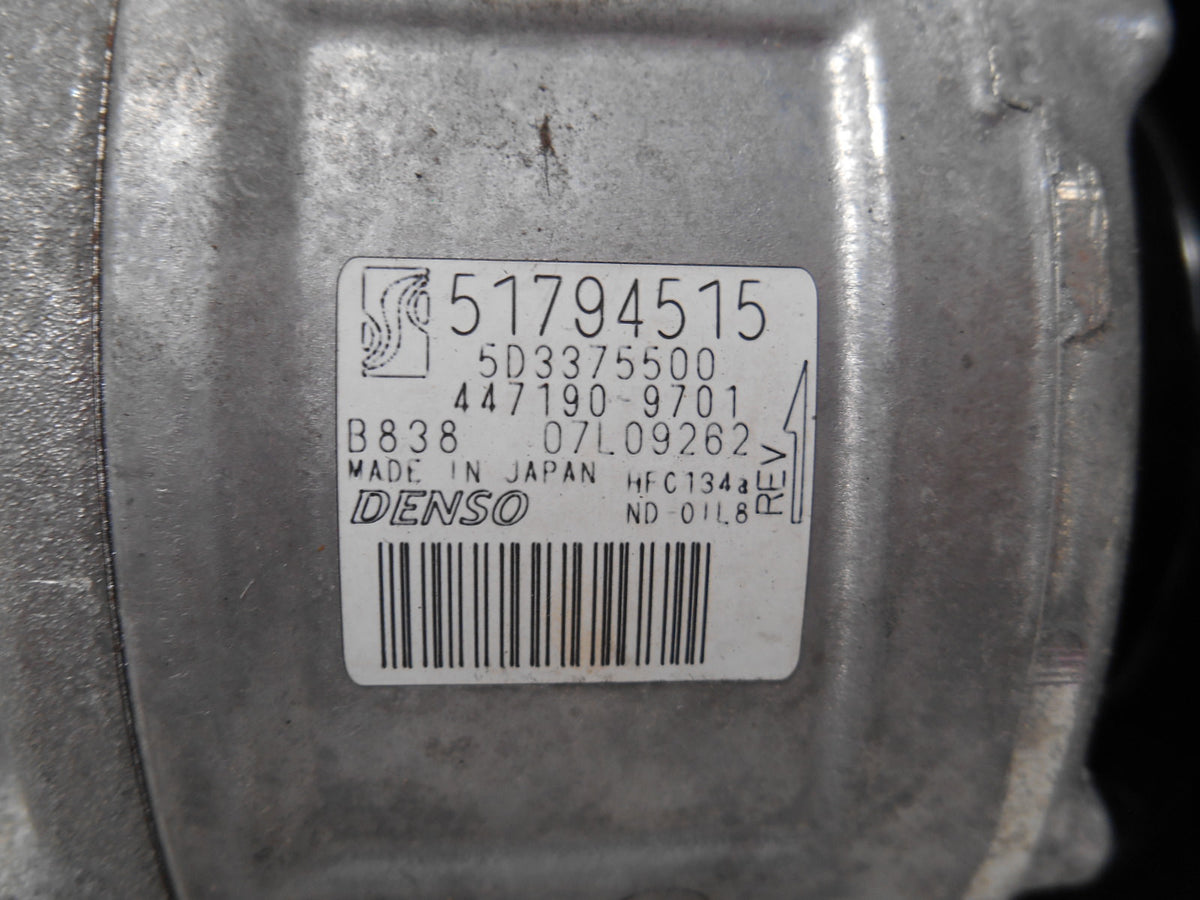 51794515
5D3375500
447190-9701
B838 07L09262
MADE IN JAPAN HFC134a
DENSO ND-OIL8
REV